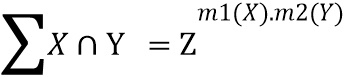 ∑X ∩ Y = Z^{m1(X).m2(Y)}